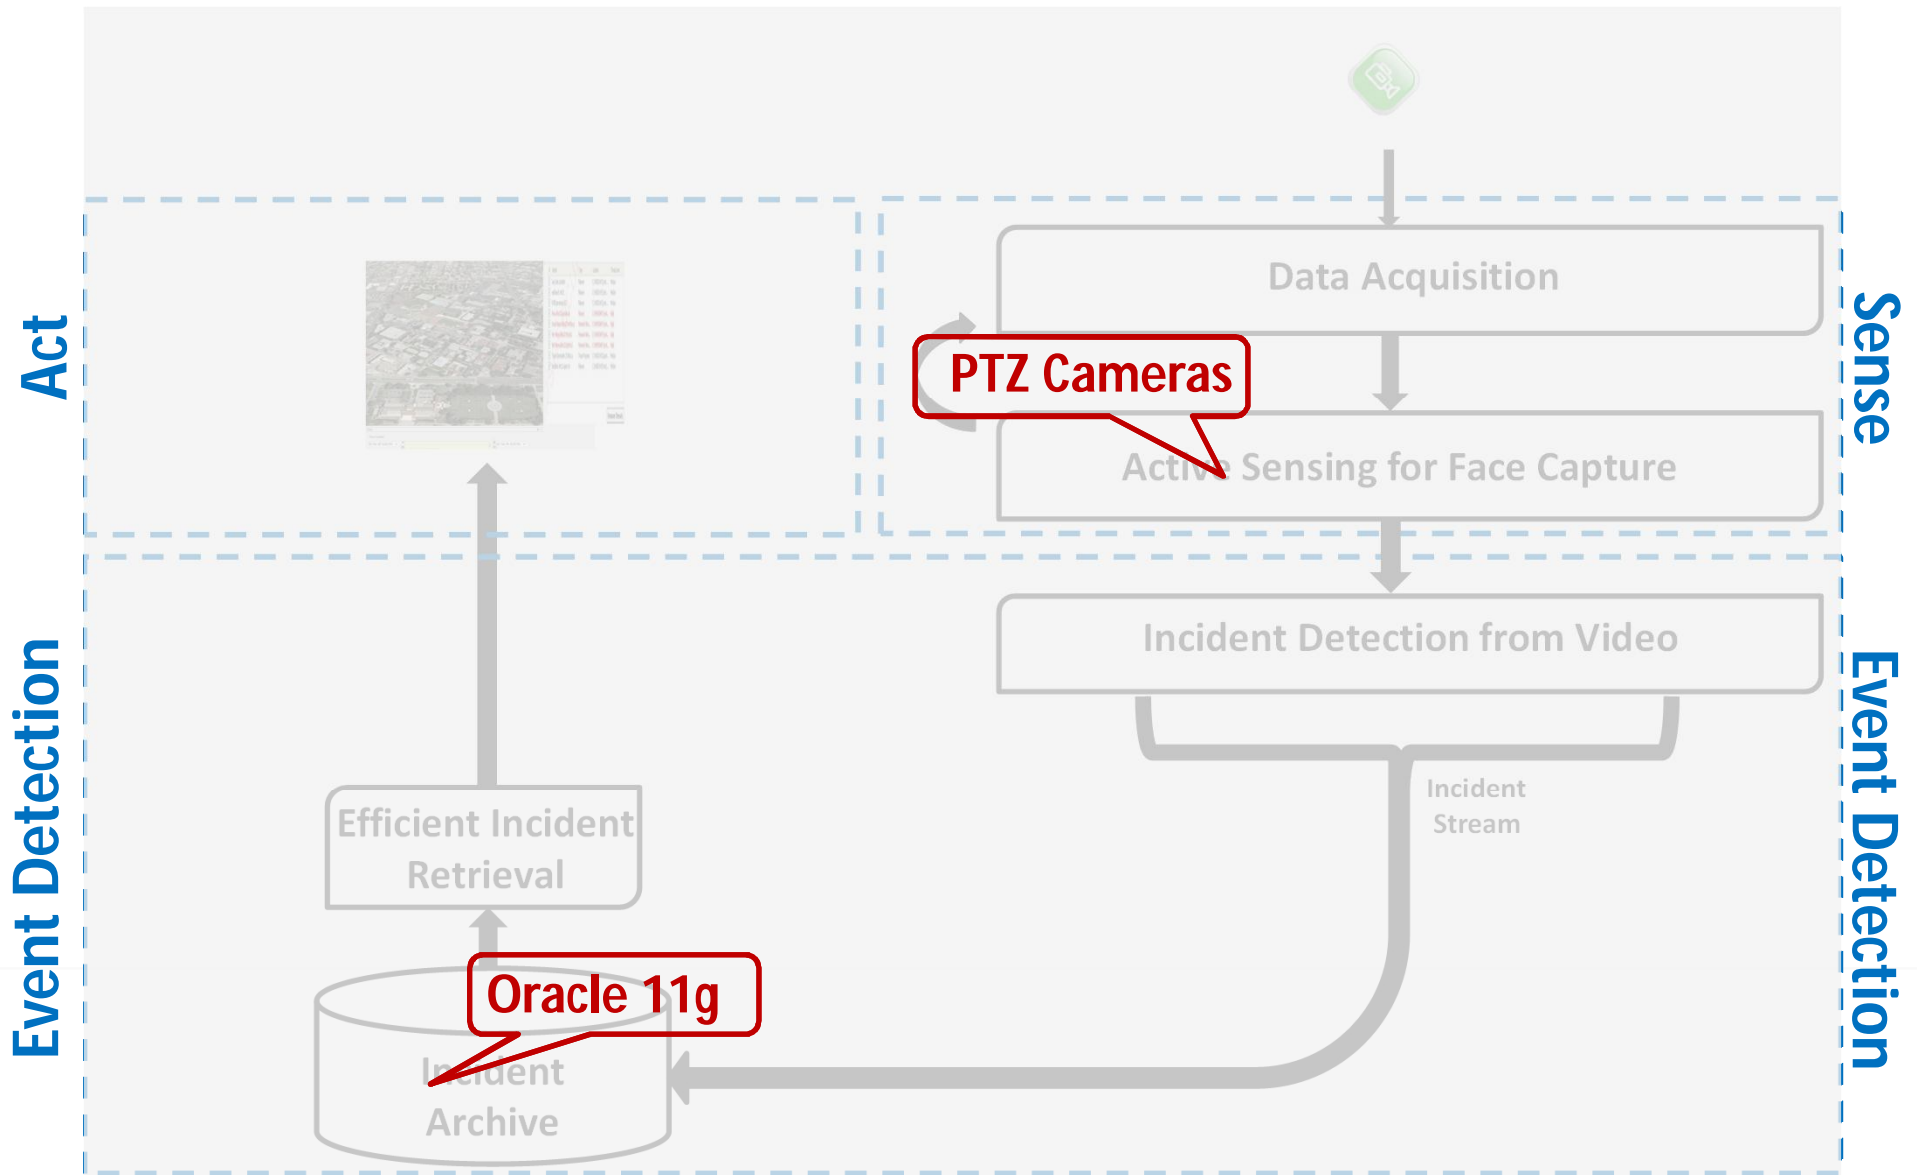 Act
Data Acquisition
PTZ Cameras
Active Sensing for Face Capture
Sense
Incident Detection from Video
Incident
Stream
Event Detection
Efficient Incident
Retrieval
Oracle 11g
Incident
Archive
Event Detection